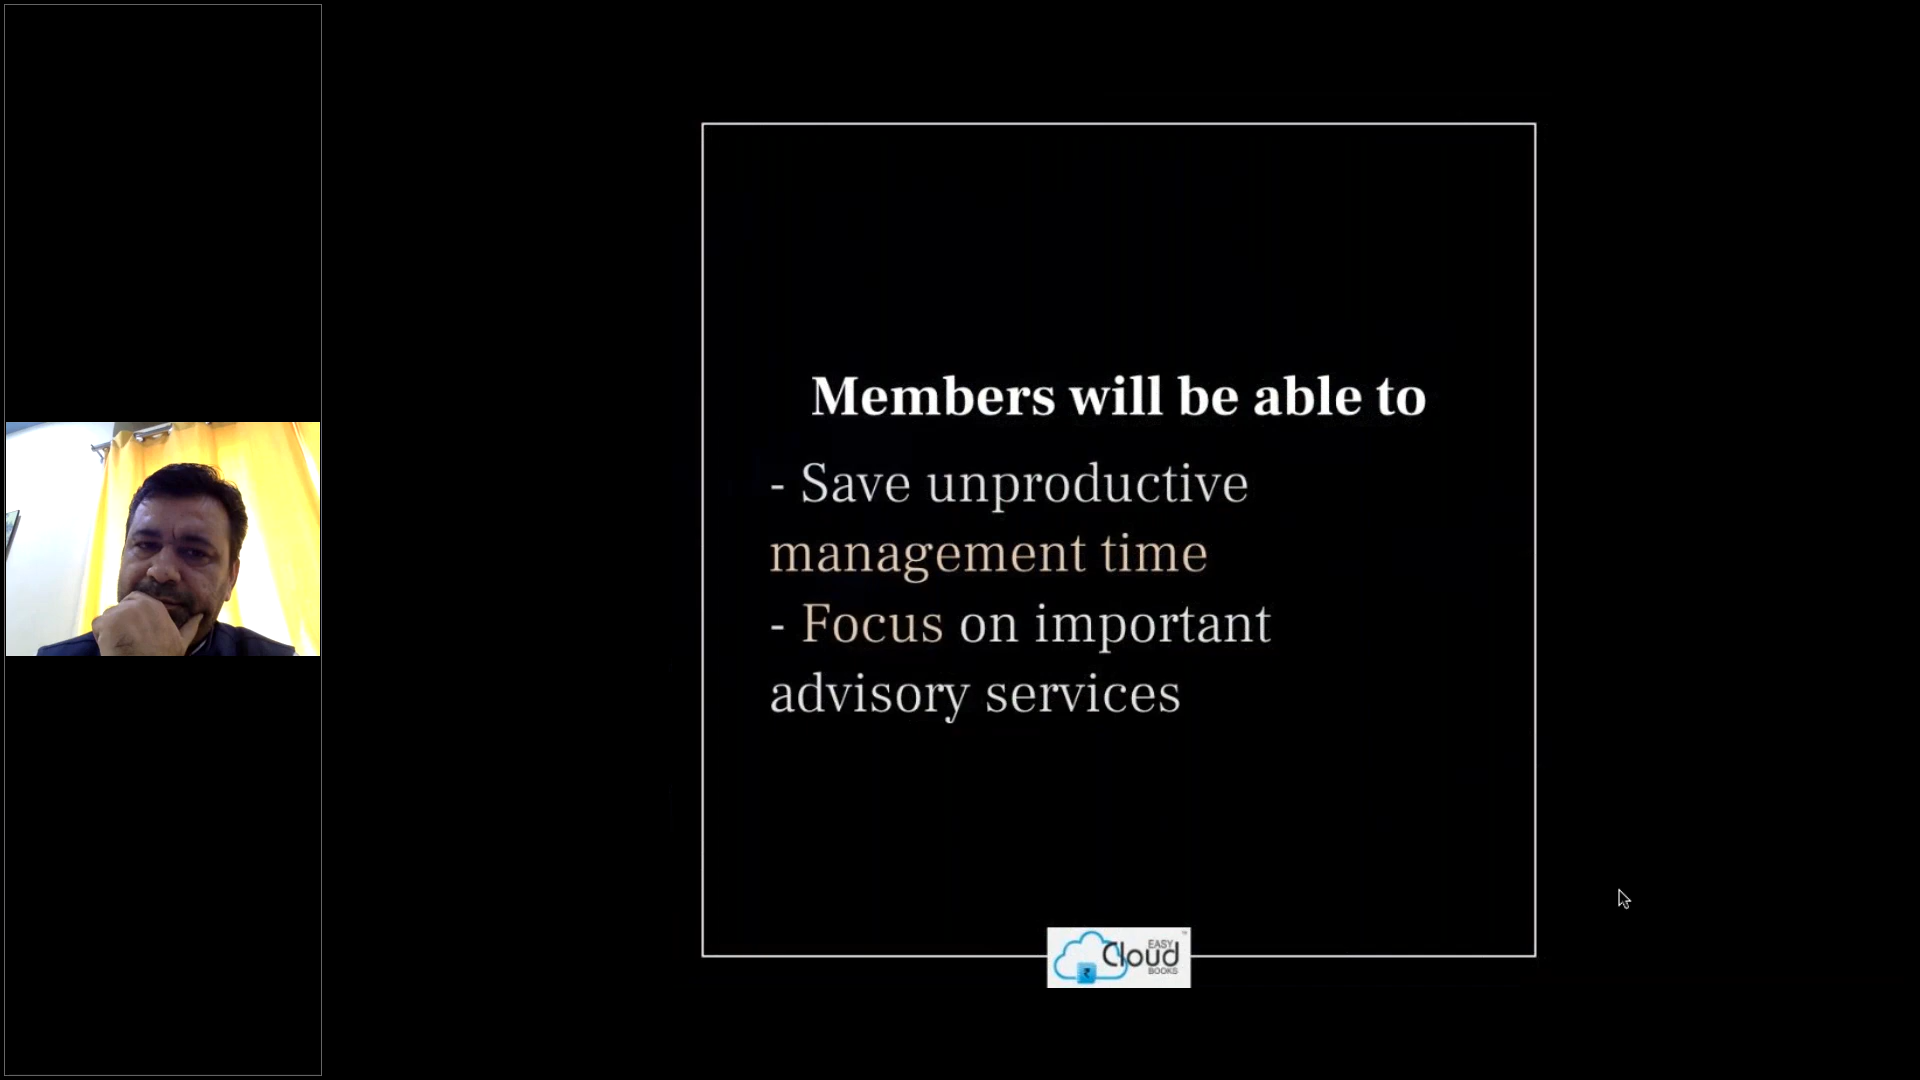 Members will be able to
- Save unproductive
management time
- Focus on important
advisory services
EASY
Cloud
BOOKS
₹